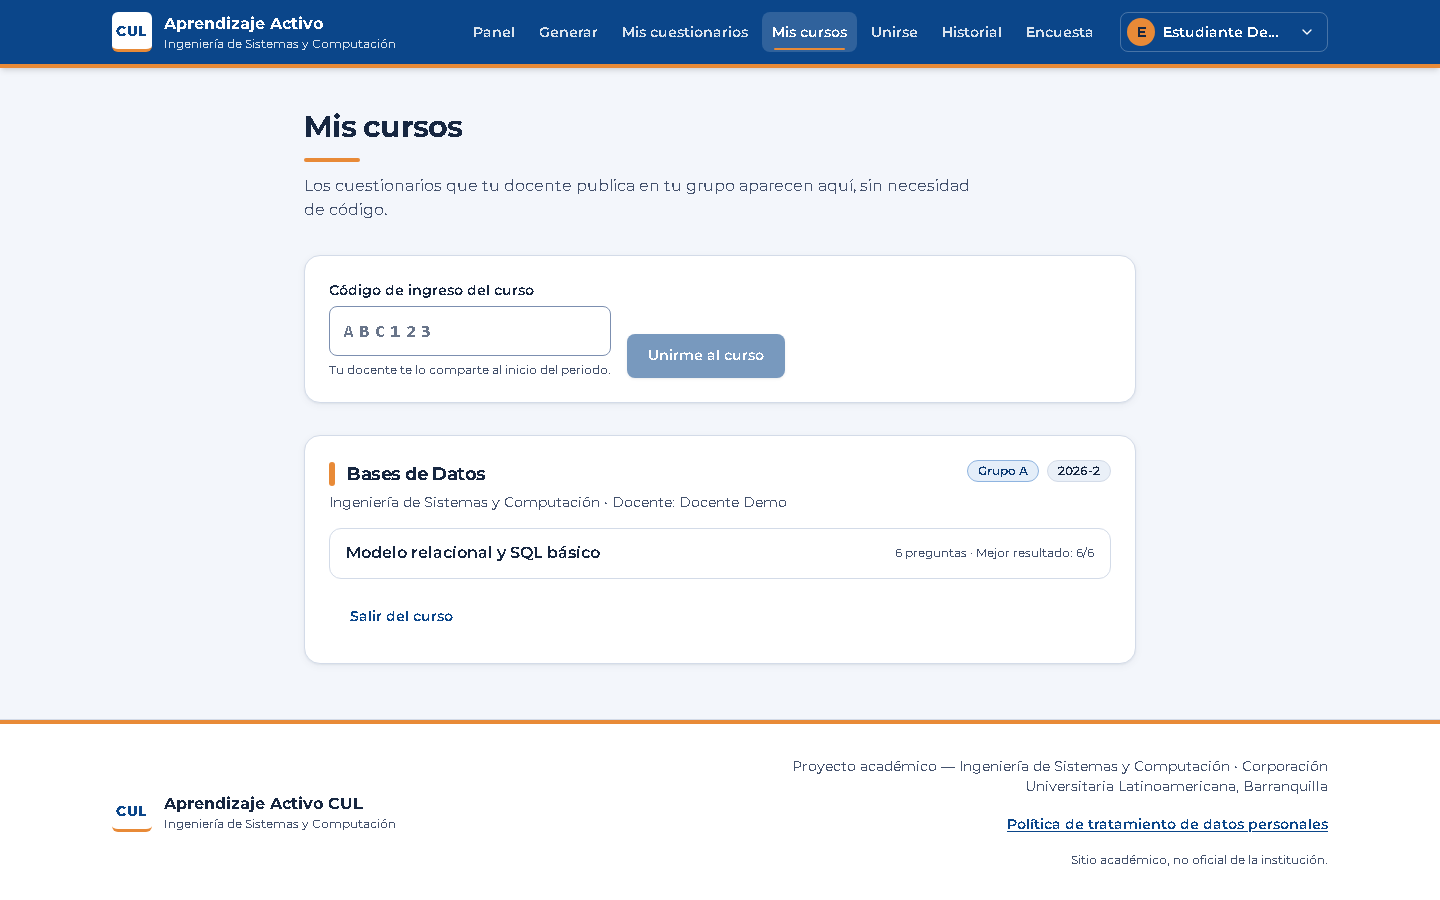 CUL
Aprendizaje Activo
Ingeniería de Sistemas y Computación
Panel
Generar
Mis cuestionarios
Mis cursos
Unirse
Historial
Encuesta
E
Estudiante De...
Mis cursos
Los cuestionarios que tu docente publica en tu grupo aparecen aquí, sin necesidad
de código.
Código de ingreso del curso
ABC123
Unirme al curso
Tu docente te lo comparte al inicio del periodo.
Bases de Datos
Grupo A
2026-2
Ingeniería de Sistemas y Computación · Docente: Docente Demo
Modelo relacional y SQL básico
6 preguntas · Mejor resultado: 6/6
Salir del curso
CUL
Aprendizaje Activo CUL
Ingeniería de Sistemas y Computación
Proyecto académico — Ingeniería de Sistemas y Computación · Corporación
Universitaria Latinoamericana, Barranquilla
Política de tratamiento de datos personales
Sitio académico, no oficial de la institución.